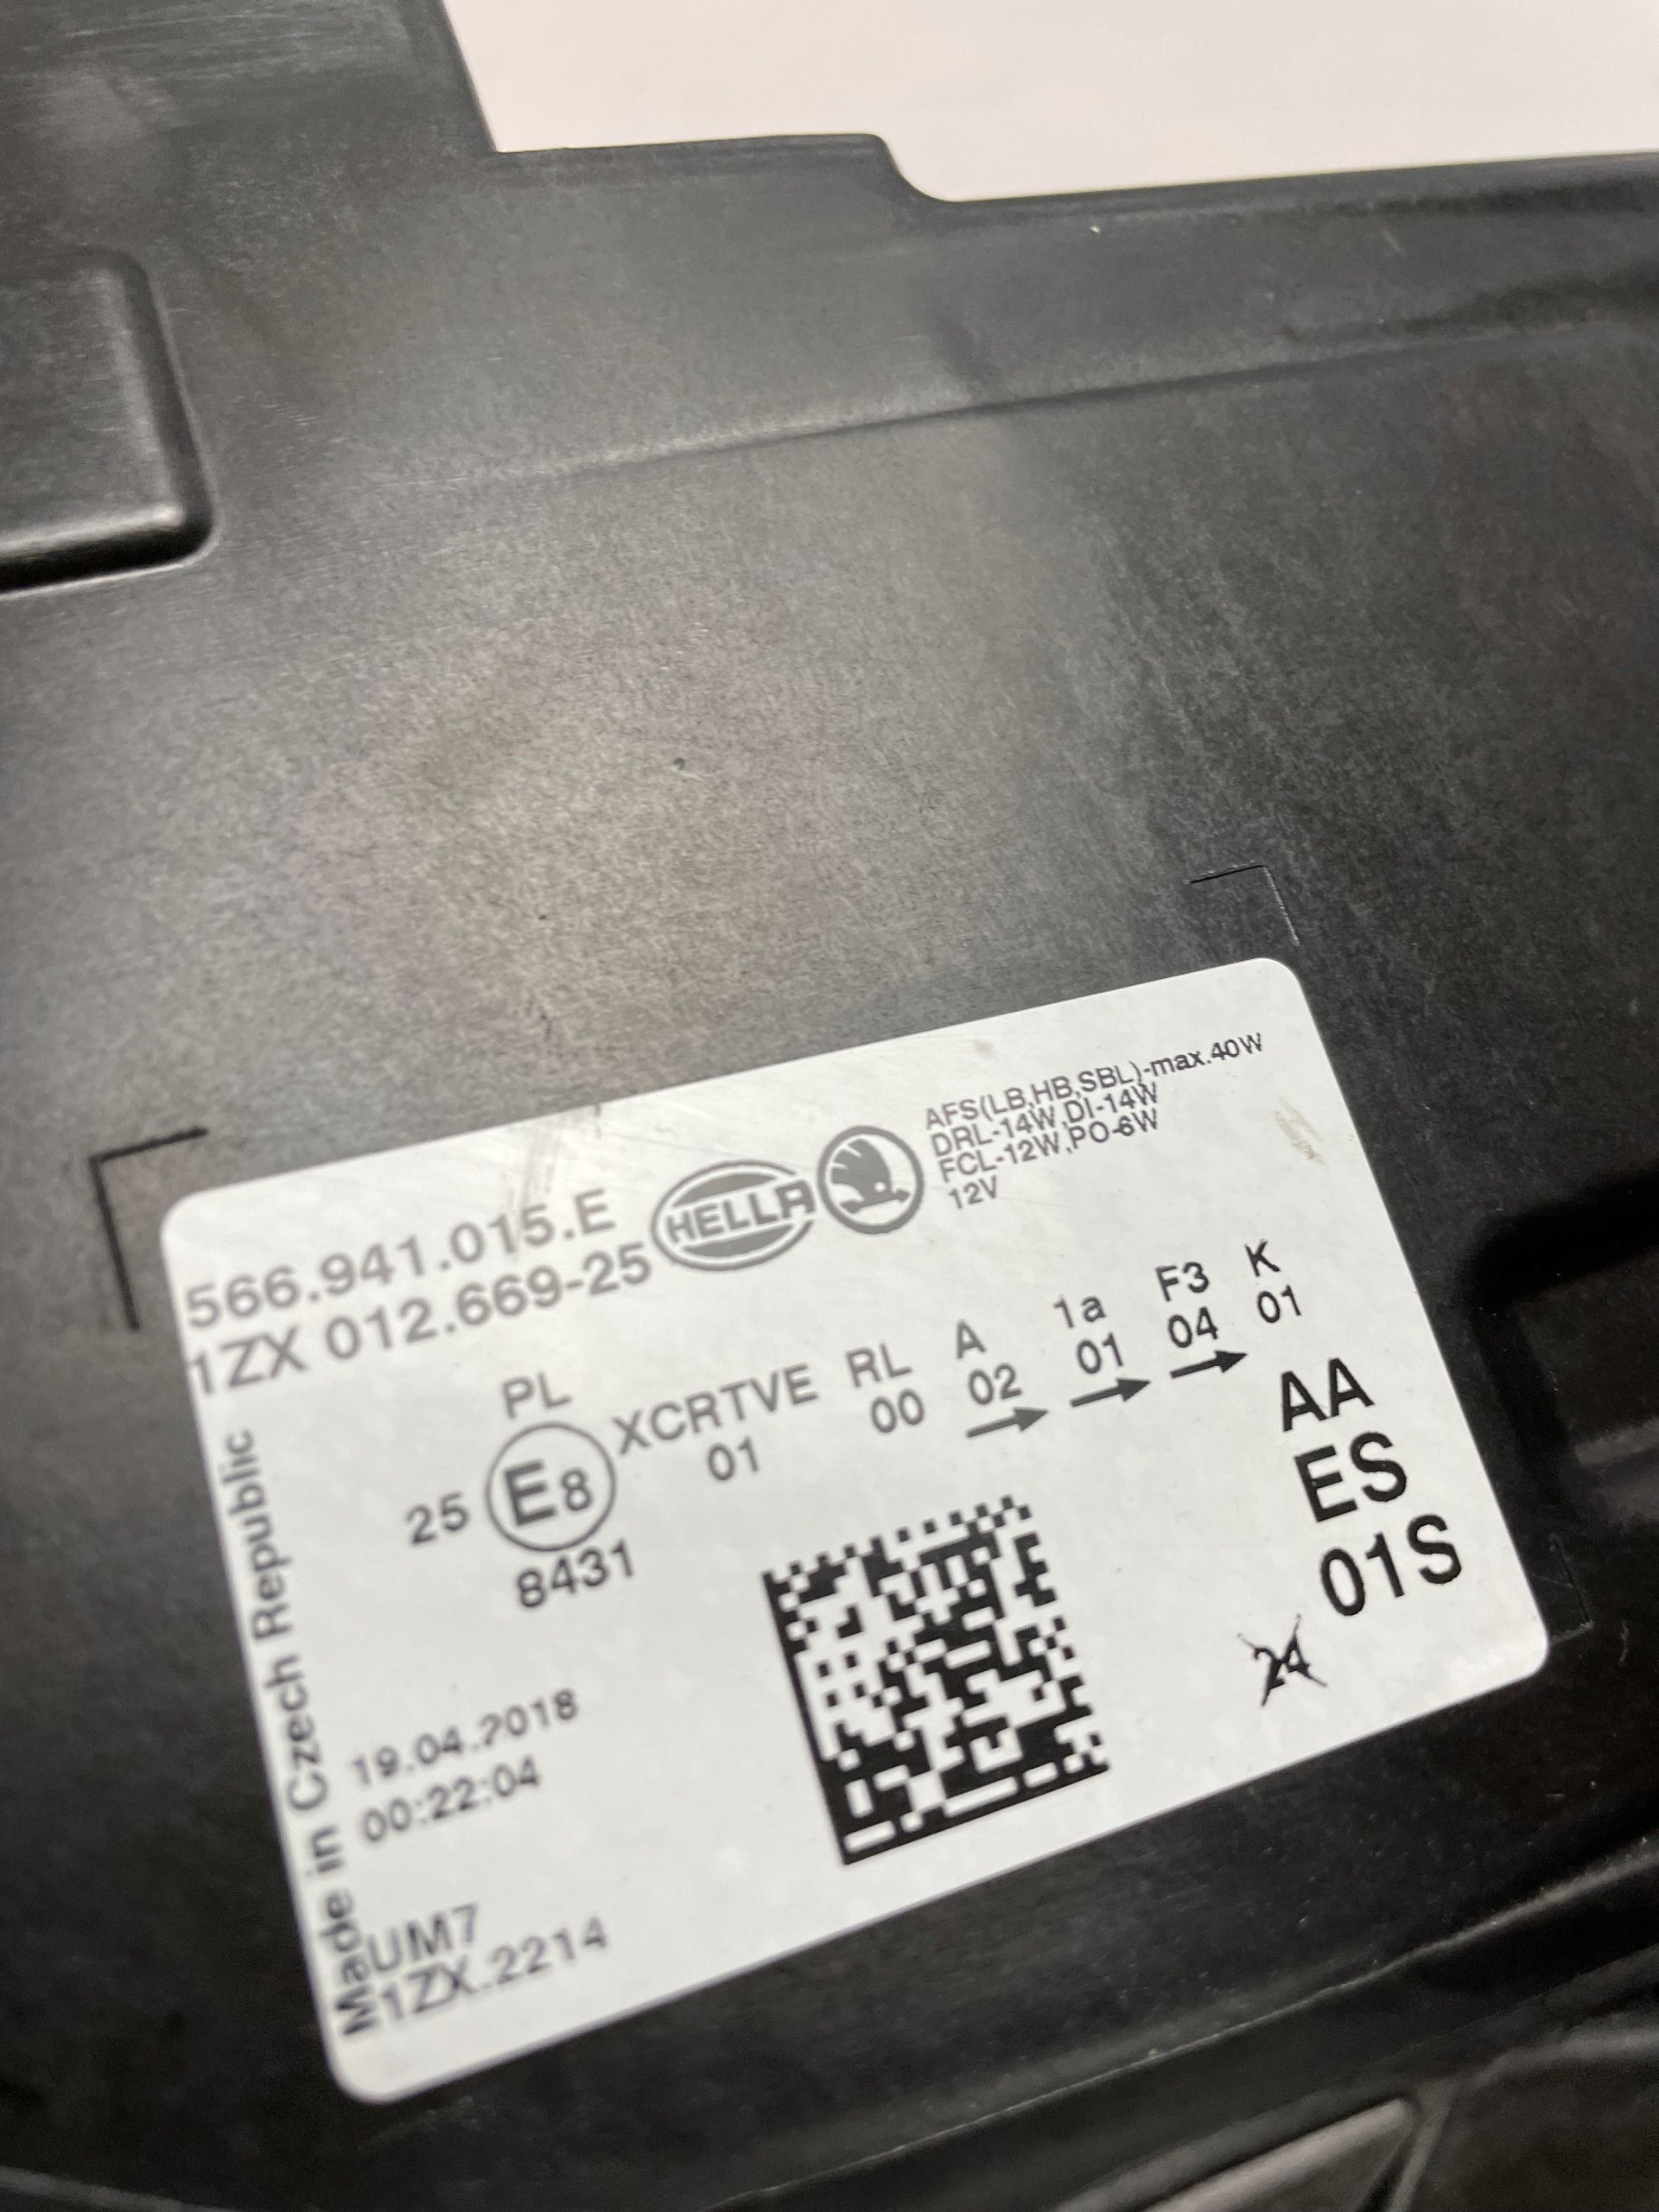 566.941.015.E
1ZX 012.669-25
HELLA
AFS(LB,HB,SBL)-max.40W
DRL-14W,DI-14W
FCL-12W,PO-6W
12V
PL
25 E8 XCRTVE RL A 1a F3 K
01 00 02 01 04 01
8431
AA
ES
01S
24
19.04.2018
00:22:04
UM7
1ZX.2214
Made in Czech Republic